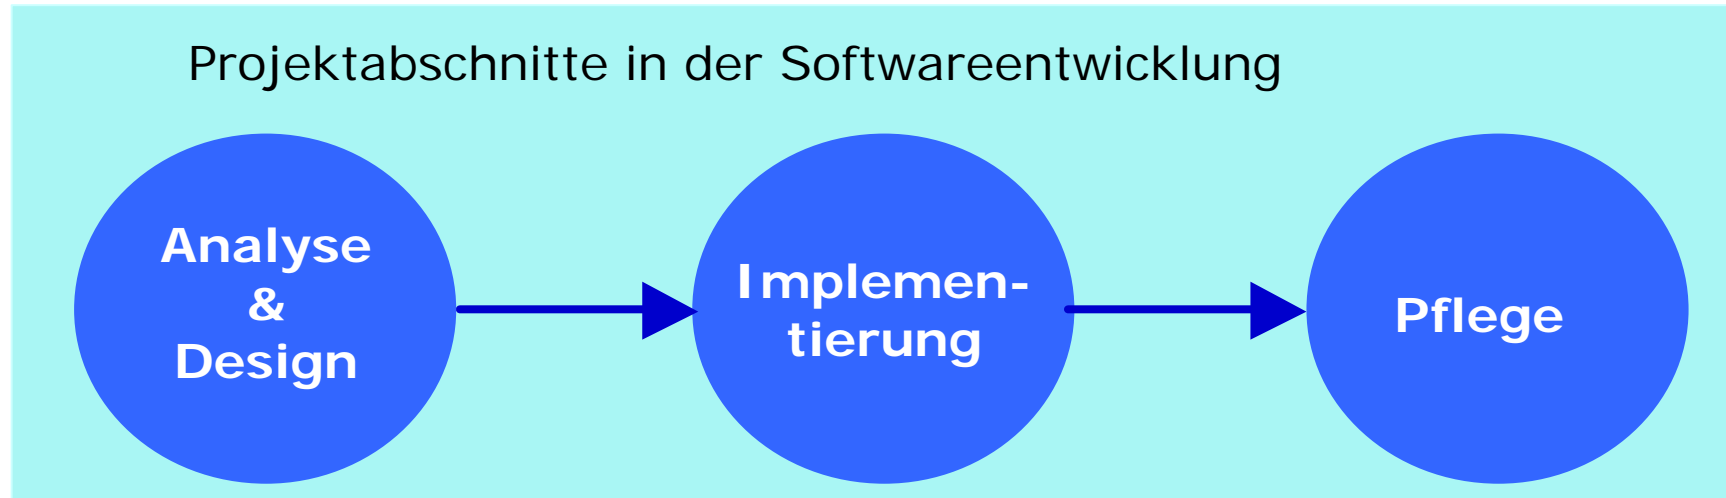 Projektabschnitte in der Softwareentwicklung
Analyse
&
Design
Implemen-
tierung
Pflege